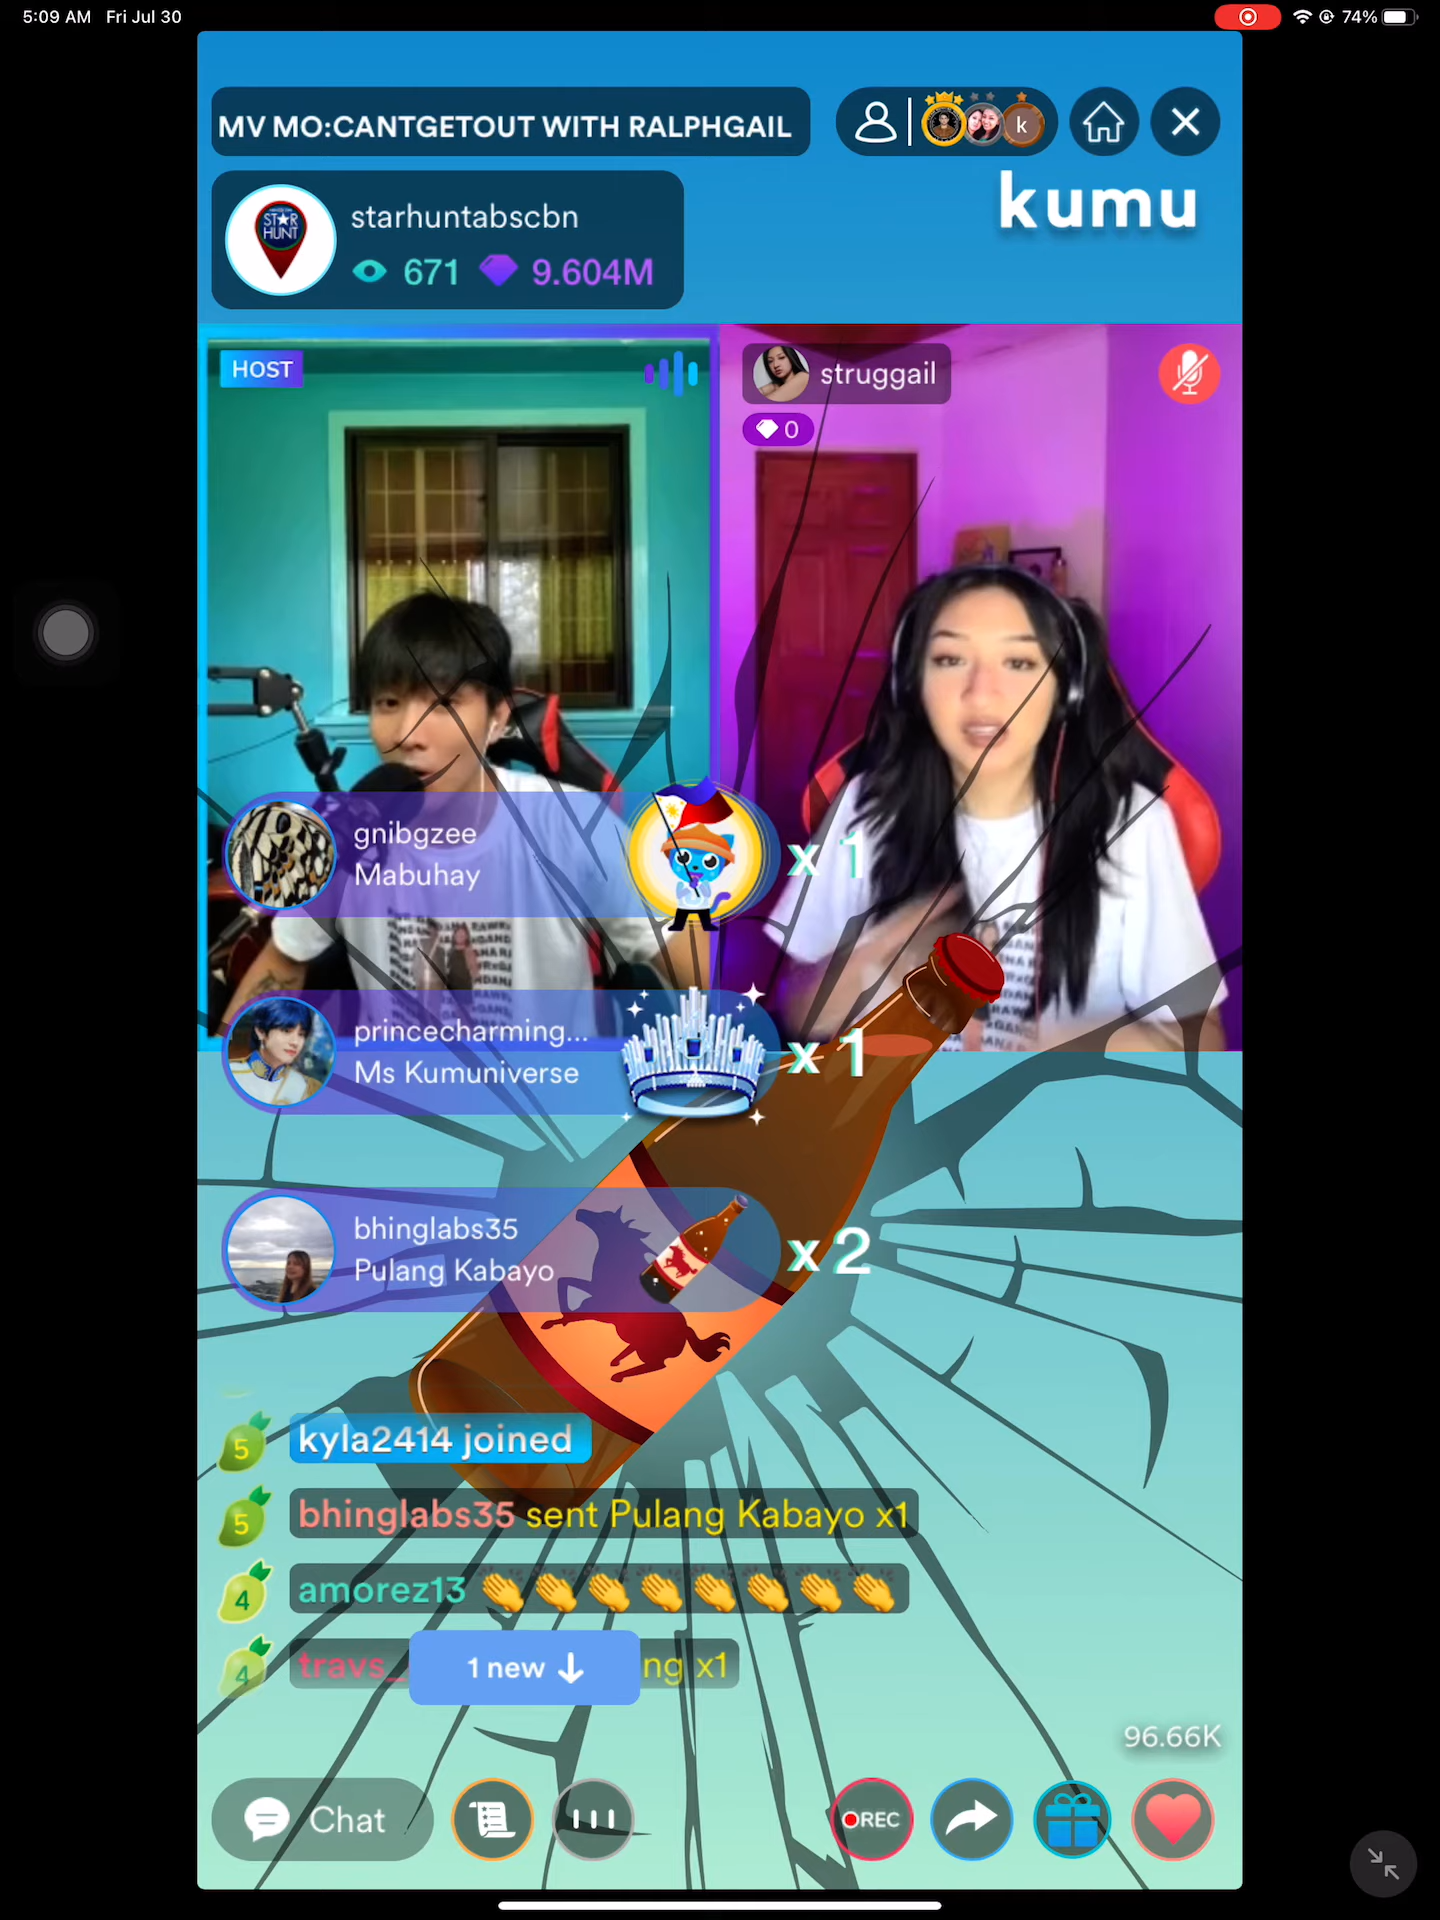 5:09 AM Fri Jul 30
74%
MV MO:CANTGETOUT WITH RALPHGAIL
k
kumu
STAR
HUNT
starhuntabscbn
671 9.604M
HOST
struggail
0
gnibgzee
Mabuhay
x 1
princecharming...
Ms Kumuniverse
x 1
bhinglabs35
Pulang Kabayo
x 2
5 kyla2414 joined
5 bhinglabs35 sent Pulang Kabayo x1
4 amorez13 👏👏👏👏👏👏👏👏
4 travs_
1 new ↓
ng x1
96.66K
Chat
REC